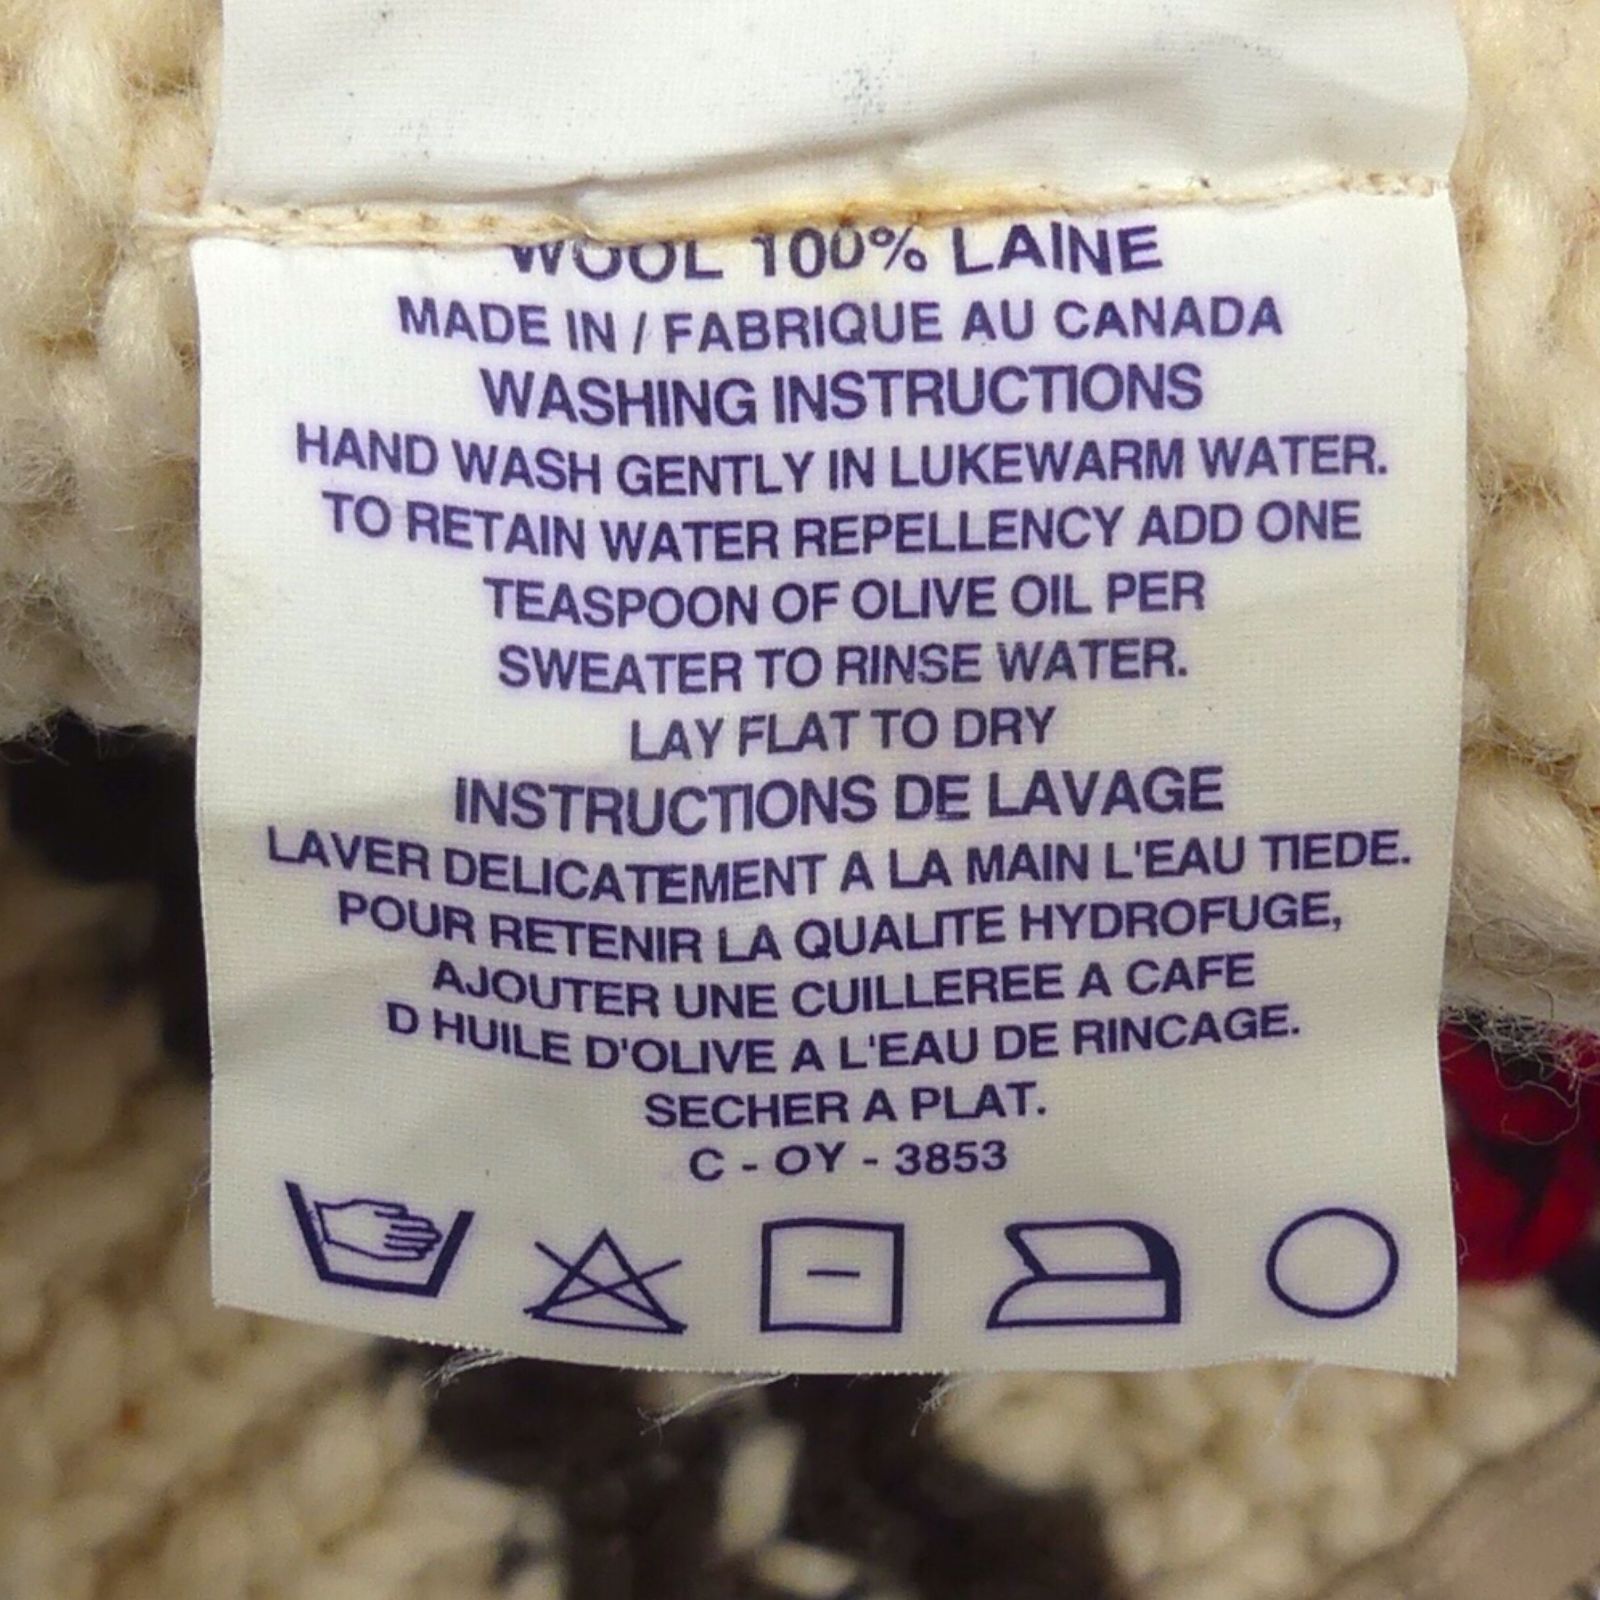 WOOL 100% LAINE
MADE IN / FABRIQUE AU CANADA
WASHING INSTRUCTIONS
HAND WASH GENTLY IN LUKEWARM WATER.
TO RETAIN WATER REPELLENCY ADD ONE
TEASPOON OF OLIVE OIL PER
SWEATER TO RINSE WATER.
LAY FLAT TO DRY
INSTRUCTIONS DE LAVAGE
LAVER DELICATEMENT A LA MAIN L'EAU TIEDE.
POUR RETENIR LA QUALITE HYDROFUGE,
AJOUTER UNE CUILLEREE A CAFE
D HUILE D'OLIVE A L'EAU DE RINCAGE.
SECHER A PLAT.
C - OY - 3853